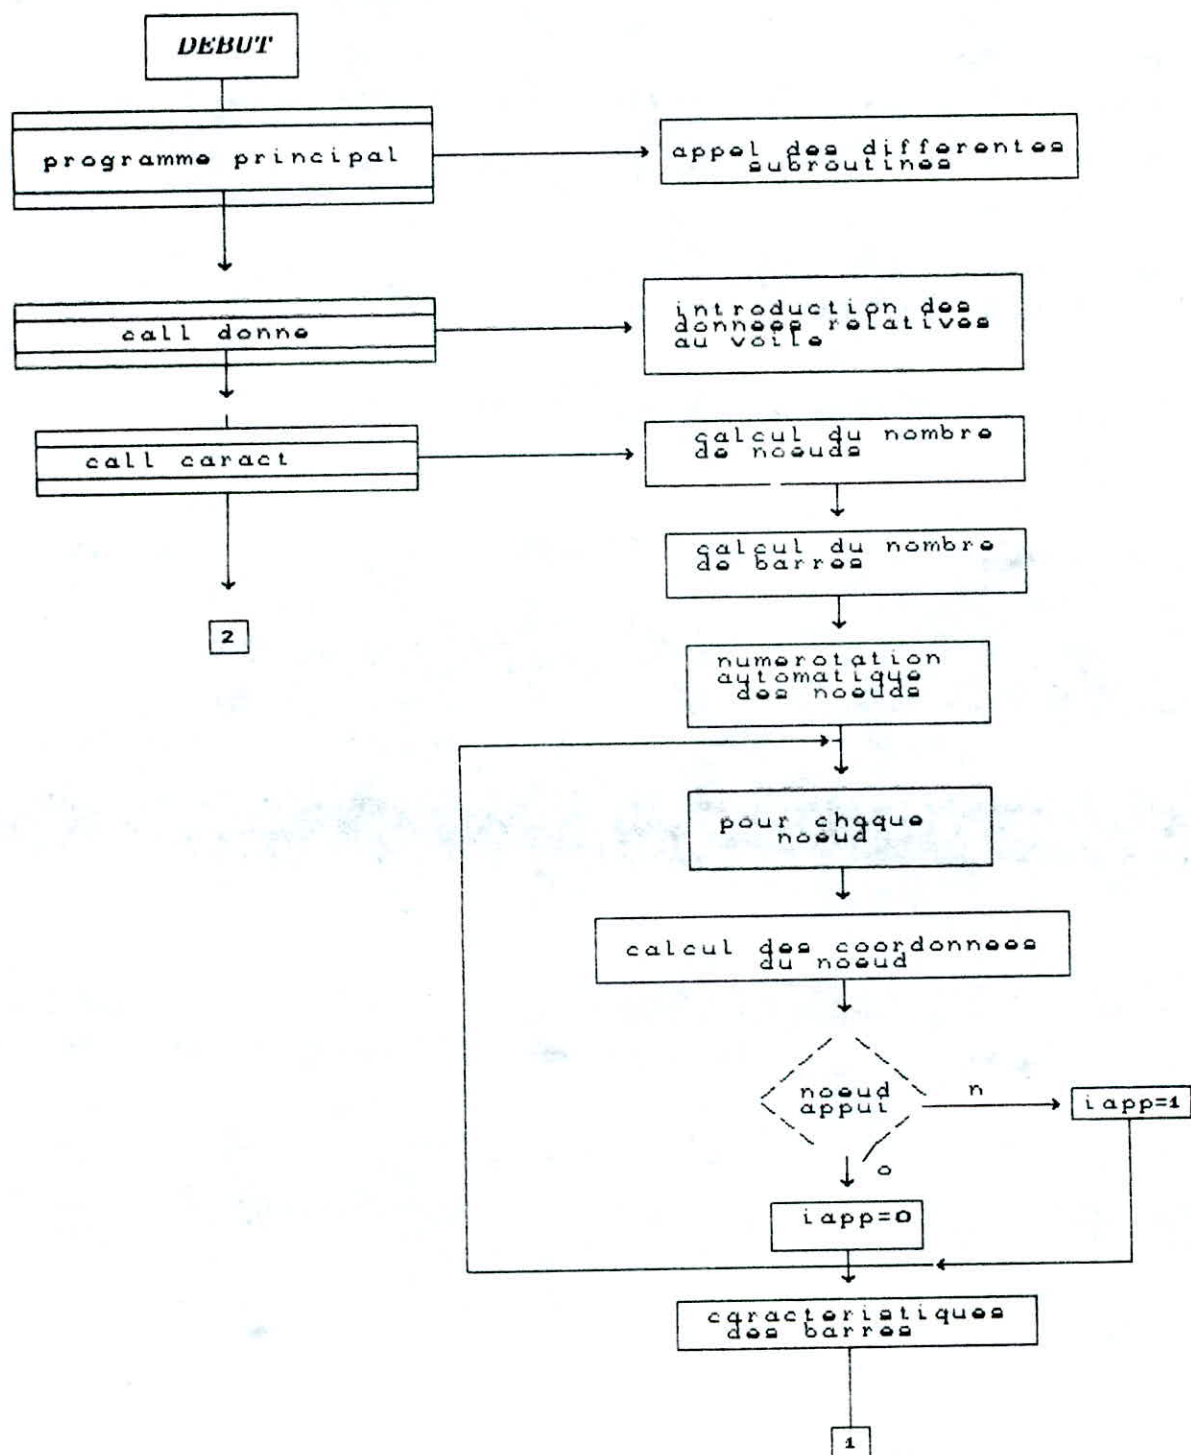 DEBUT
programme principal
appel des differentes
subroutines
call donne
introduction des
donnees relatives
au voile
call caract
calcul du nombre
de noeuds
calcul du nombre
de barres
2
numerotation
automatique
des noeuds
pour chaque
noeud
calcul des coordonnees
du noeud
noeud
appui
n
iapp=1
o
iapp=0
caracteristiques
des barres
1